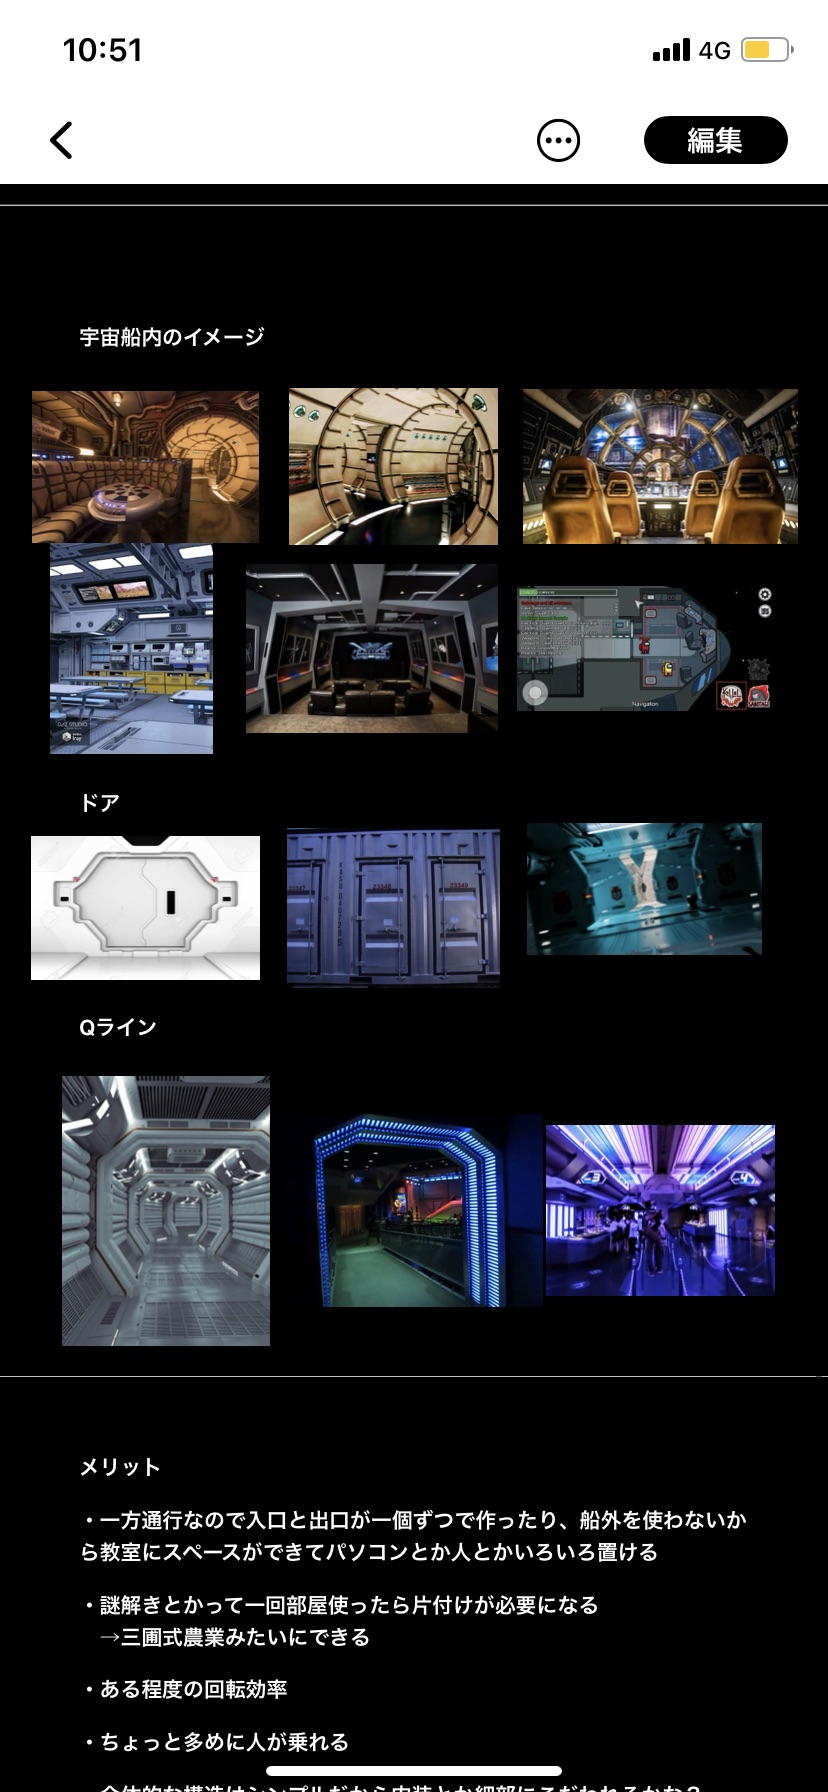 10:51
4G
編集
宇宙船内のイメージ
Navigation
ドア
23347
23348
23349
Qライン
メリット
・一方通行なので入口と出口が一個ずつで作ったり、船外を使わないか
ら教室にスペースができてパソコンとか人とかいろいろ置ける
・謎解きとかって一回部屋使ったら片付けが必要になる
→三圃式農業みたいにできる
・ある程度の回転効率
・ちょっと多めに人が乗れる